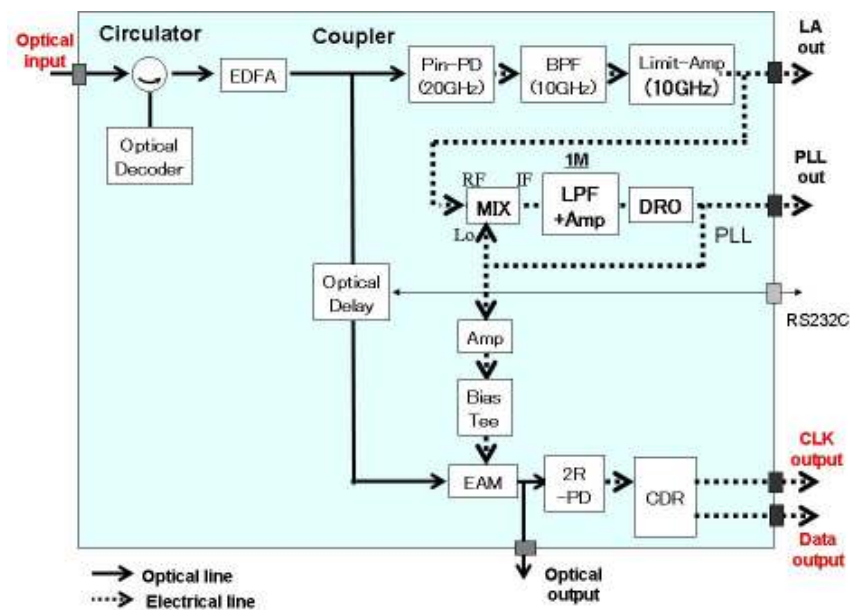 Optical
input
Circulator
Coupler
LA
out
EDFA
Pin-PD
(20GHz)
BPF
(10GHz)
Limit-Amp
(10GHz)
Optical
Decoder
1M
PLL
out
RF
IF
MIX
LPF
+Amp
DRO
Lo
PLL
Optical
Delay
RS232C
Amp
Bias
Tee
CLK
output
EAM
2R
-PD
CDR
Data
output
Optical line
Optical output
Electrical line